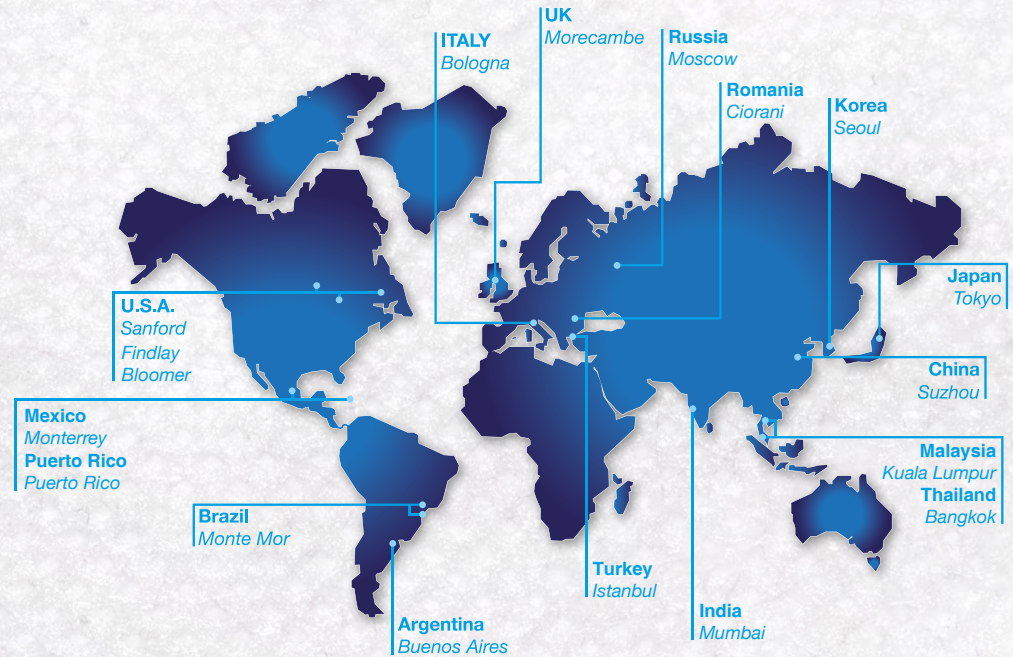 UK
Morecambe
ITALY
Bologna
Russia
Moscow
Romania
Ciorani
Korea
Seoul
Japan
Tokyo
U.S.A.
Sanford
Findlay
Bloomer
China
Suzhou
Mexico
Monterrey
Puerto Rico
Puerto Rico
Malaysia
Kuala Lumpur
Thailand
Bangkok
Brazil
Monte Mor
Turkey
Istanbul
India
Mumbai
Argentina
Buenos Aires